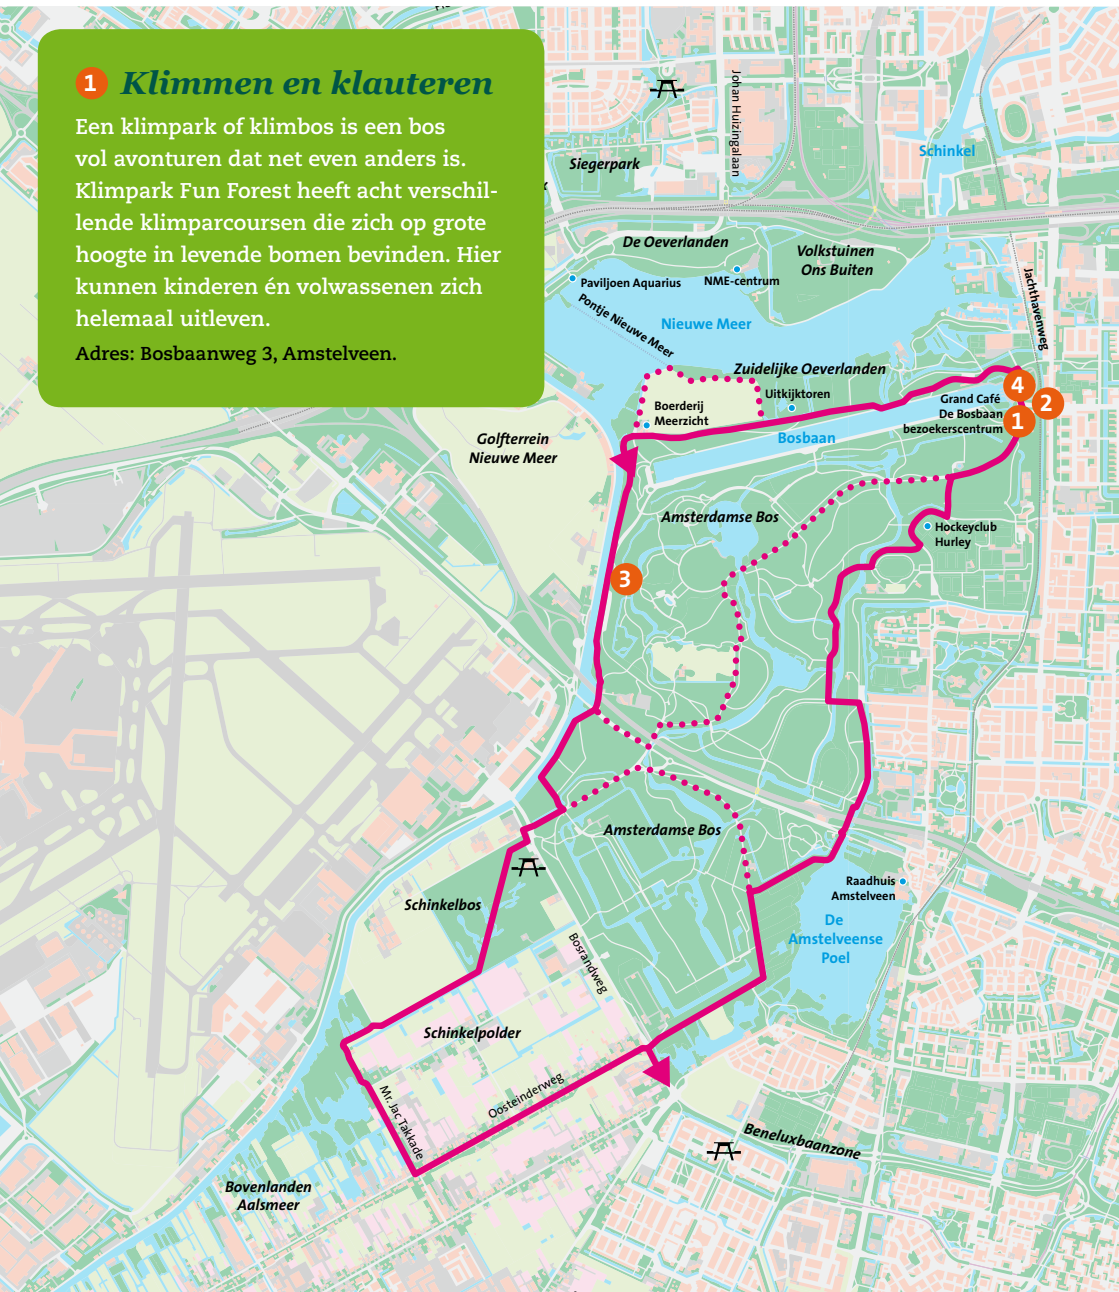 1 Klimmen en klauteren
Een klimpark of klimbos is een bos
vol avonturen dat net even anders is.
Klimpark Fun Forest heeft acht verschil-
lende klimparcoursen die zich op grote
hoogte in levende bomen bevinden. Hier
kunnen kinderen én volwassenen zich
helemaal uitleven.
Adres: Bosbaanweg 3, Amstelveen.
Johan Huizingalaan
Schinkel
Siegerpark
De Oeverlanden
Volkstuinen
Ons Buiten
Paviljoen Aquarius
NME-centrum
Jachthavenweg
Pontje Nieuwe Meer
Nieuwe Meer
Zuidelijke Oeverlanden
Uitkijktoren
4
Grand Café
De Bosbaan
2
bezoekerscentrum
1
Boerderij
Meerzicht
Bosbaan
Golfterrein
Nieuwe Meer
Amsterdamse Bos
Hockeyclub
Hurley
3
Amsterdamse Bos
Raadhuis
Amstelveen
Schinkelbos
De
Amstelveense
Poel
Bosrandweg
Schinkelpolder
Oosteinderweg
Mr. Jac Takkade
Beneluxbaanzone
Bovenlanden
Aalsmeer